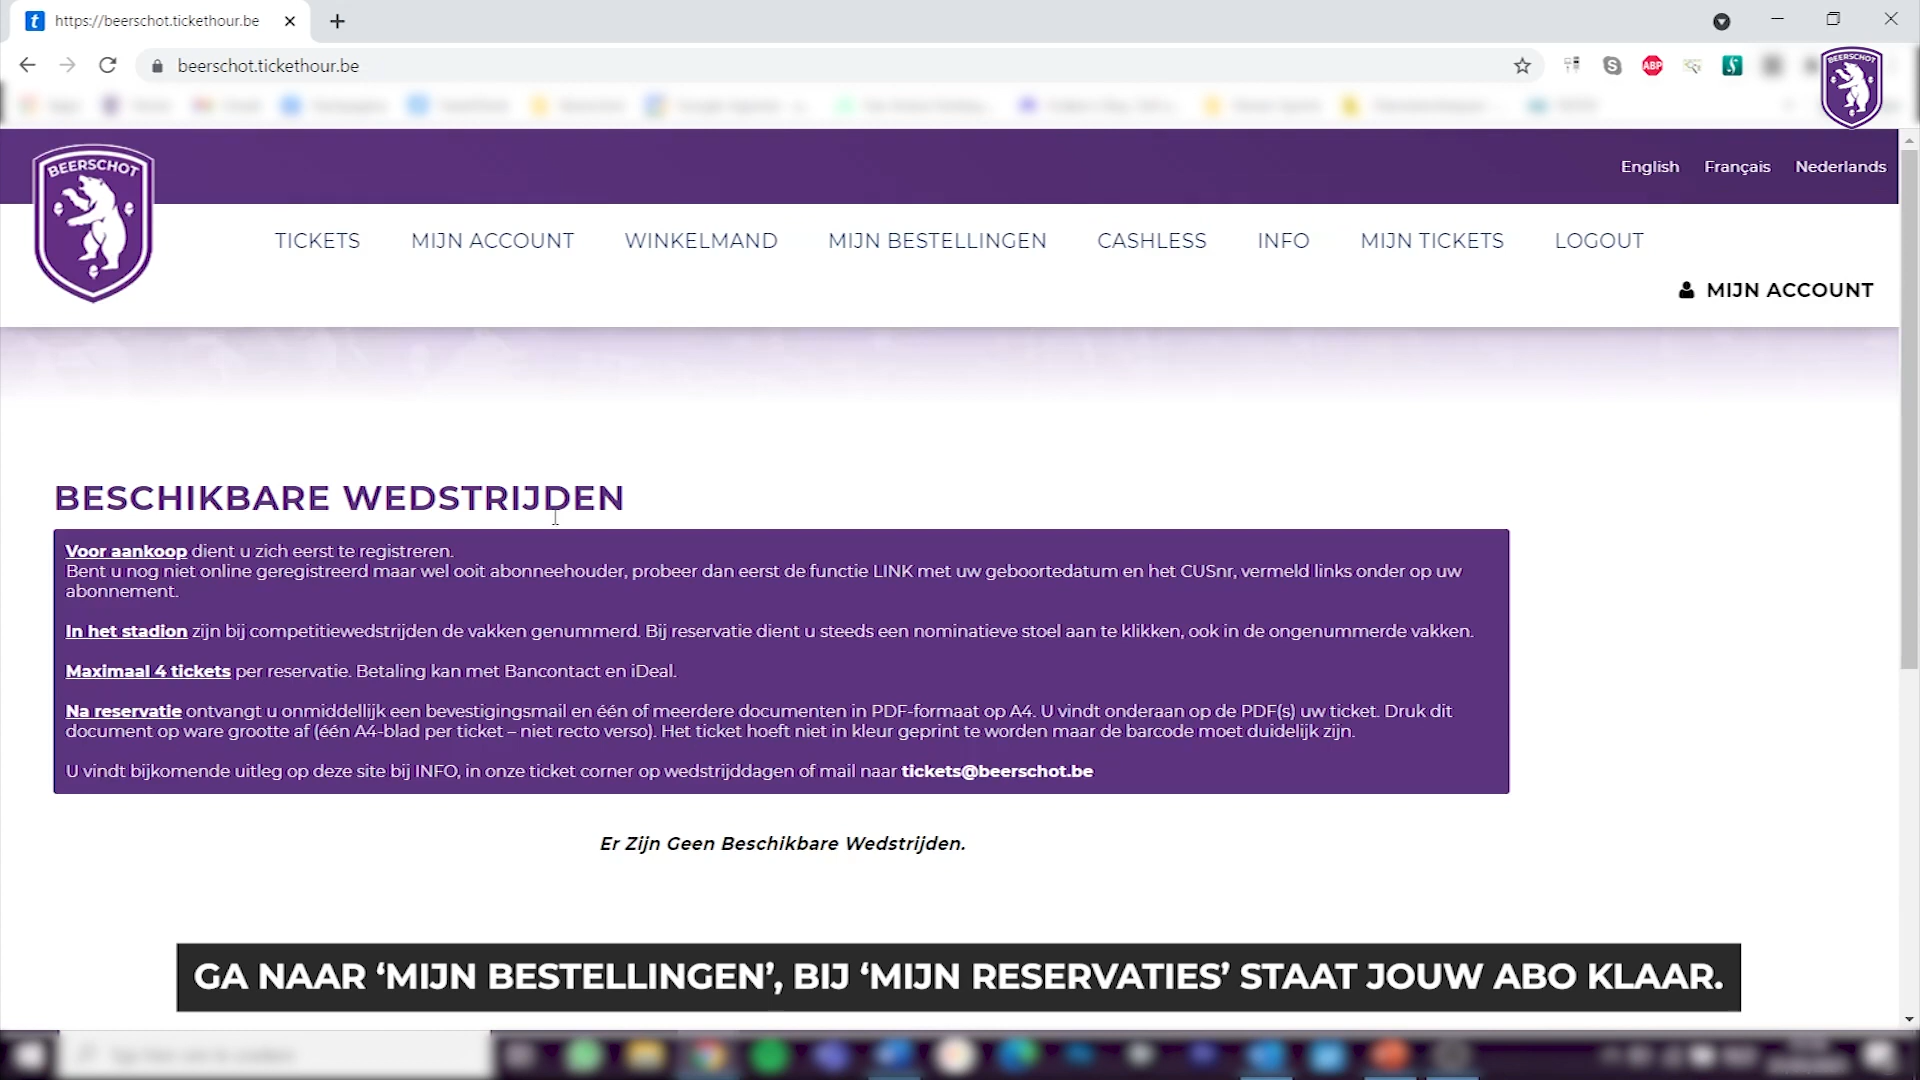 https://beerschot.tickethour.be
beerschot.tickethour.be
ABP
BEERSCHOT
English Français Nederlands
BEERSCHOT
TICKETS MIJN ACCOUNT WINKELMAND MIJN BESTELLINGEN CASHLESS INFO MIJN TICKETS LOGOUT
MIJN ACCOUNT
BESCHIKBARE WEDSTRIJDEN
Voor aankoop dient u zich eerst te registreren.
Bent u nog niet online geregistreerd maar wel ooit abonneehouder, probeer dan eerst de functie LINK met uw geboortedatum en het CUSnr, vermeld links onder op uw
abonnement.
In het stadion zijn bij competitiewedstrijden de vakken genummerd. Bij reservatie dient u steeds een nominatieve stoel aan te klikken, ook in de ongenummerde vakken.
Maximaal 4 tickets per reservatie. Betaling kan met Bancontact en iDeal.
Na reservatie ontvangt u onmiddellijk een bevestigingsmail en één of meerdere documenten in PDF-formaat op A4. U vindt onderaan op de PDF(s) uw ticket. Druk dit
document op ware grootte af (één A4-blad per ticket – niet recto verso). Het ticket hoeft niet in kleur geprint te worden maar de barcode moet duidelijk zijn.
U vindt bijkomende uitleg op deze site bij INFO, in onze ticket corner op wedstrijddagen of mail naar tickets@beerschot.be
Er Zijn Geen Beschikbare Wedstrijden.
GA NAAR ‘MIJN BESTELLINGEN’, BIJ ‘MIJN RESERVATIES’ STAAT JOUW ABO KLAAR.